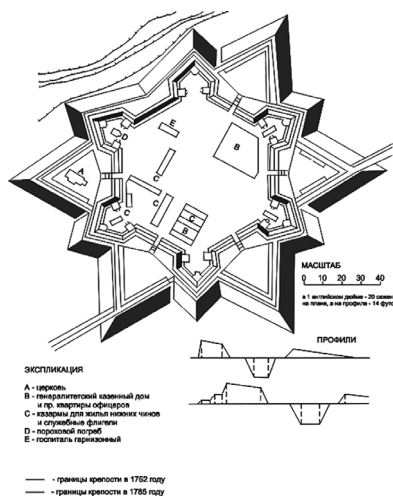 E
D
B
A
C
C
C
C
B
МАСШТАБ
0 10 20 30 40
в 1 английском дюйме - 20 сажен
на плане, а на профиле - 14 футо
ПРОФИЛИ
ЭКСПЛИКАЦИЯ
А - церковь
В - генералитетский казенный дом
и пр. квартиры офицеров
С - казармы для жилья нижних чинов
и служебные флигели
D - пороховой погреб
Е - госпиталь гарнизонный
- границы крепости в 1752 году
- границы крепости в 1785 году